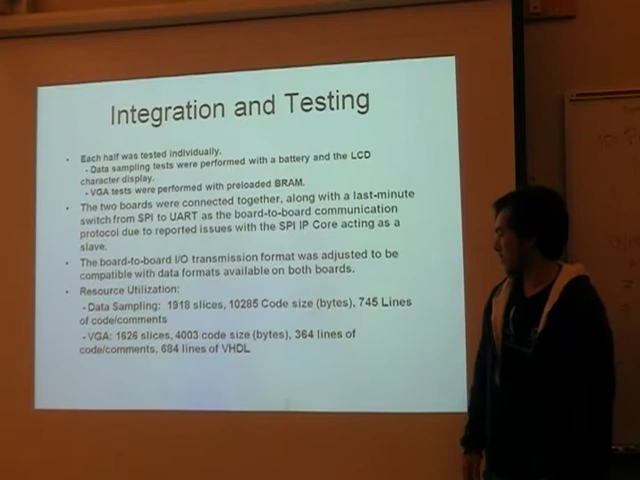 Integration and Testing
• Each half was tested individually.
- Data sampling tests were performed with a battery and the LCD
character display.
- VGA tests were performed with preloaded BRAM.
• The two boards were connected together, along with a last-minute
switch from SPI to UART as the board-to-board communication
protocol due to reported issues with the SPI IP Core acting as a
slave.
• The board-to-board I/O transmission format was adjusted to be
compatible with data formats available on both boards.
• Resource Utilization:
- Data Sampling: 1918 slices, 10285 Code size (bytes), 745 Lines
of code/comments
- VGA: 1626 slices, 4003 code size (bytes), 364 lines of
code/comments, 684 lines of VHDL